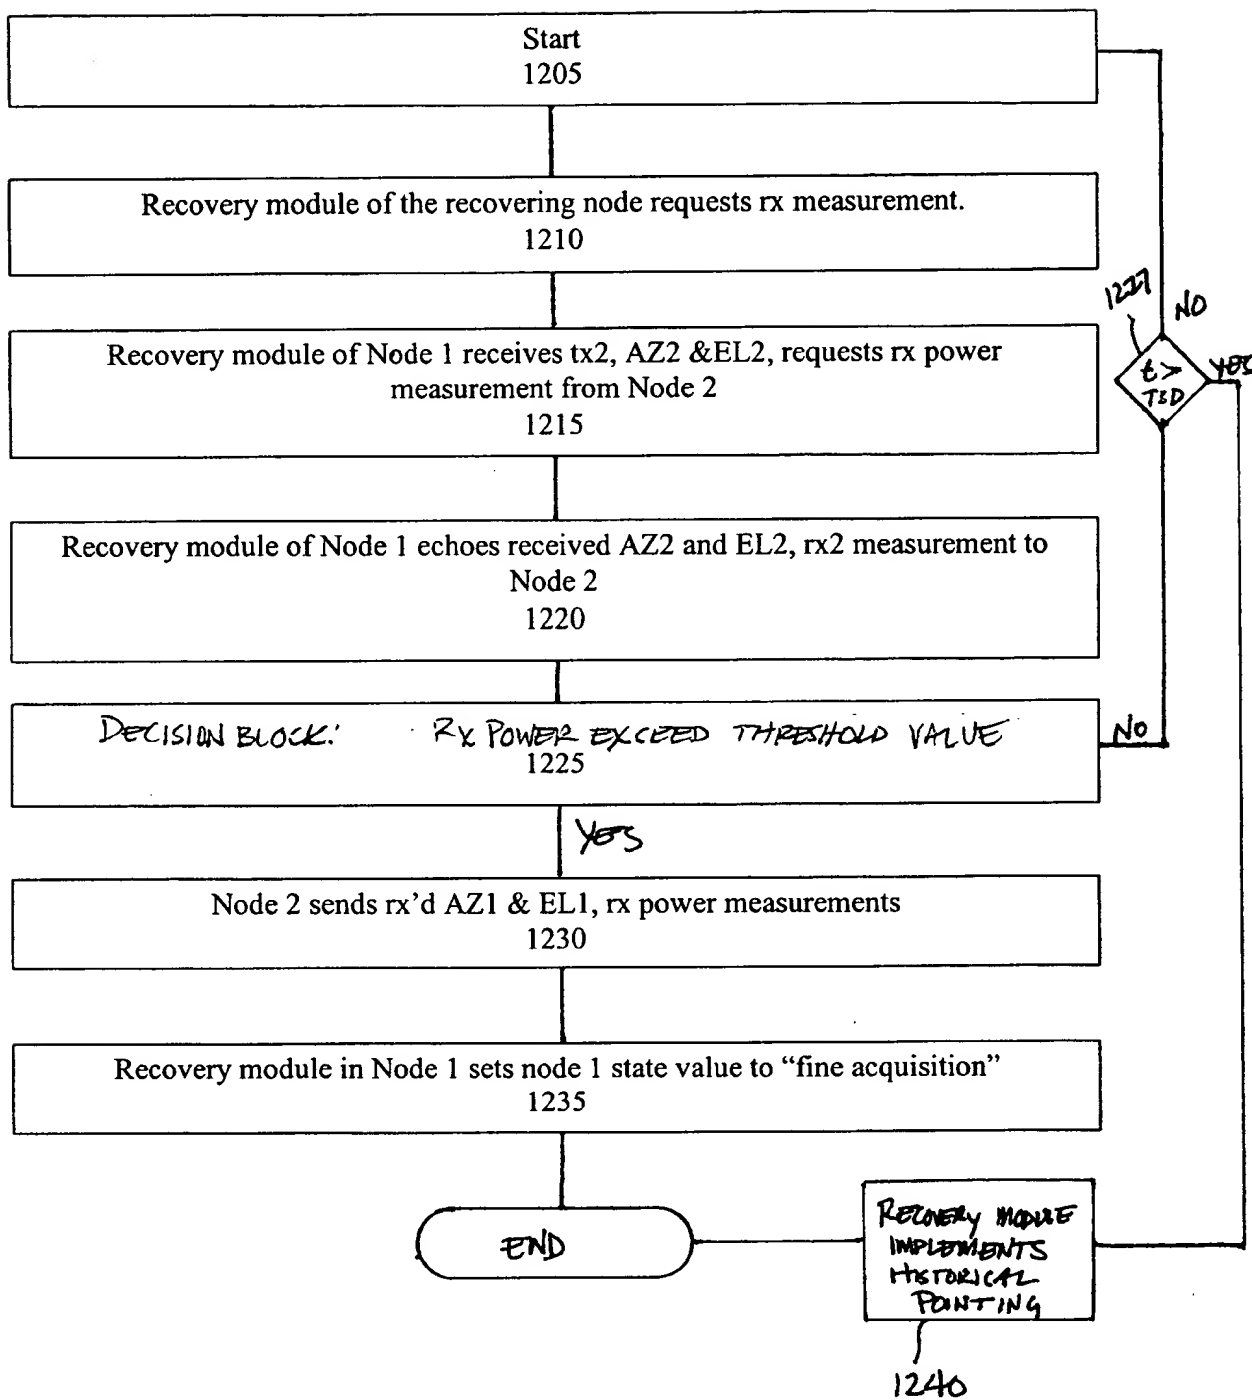 Start
1205
Recovery module of the recovering node requests rx measurement.
1210
1227
NO
Recovery module of Node 1 receives tx2, AZ2 &EL2, requests rx power
measurement from Node 2
1215
t >
TBD
YES
Recovery module of Node 1 echoes received AZ2 and EL2, rx2 measurement to
Node 2
1220
DECISION BLOCK: RX POWER EXCEED THRESHOLD VALUE
1225
NO
YES
Node 2 sends rx’d AZ1 & EL1, rx power measurements
1230
Recovery module in Node 1 sets node 1 state value to “fine acquisition”
1235
END
RECOVERY MODULE
IMPLEMENTS
HISTORICAL
POINTING
1240